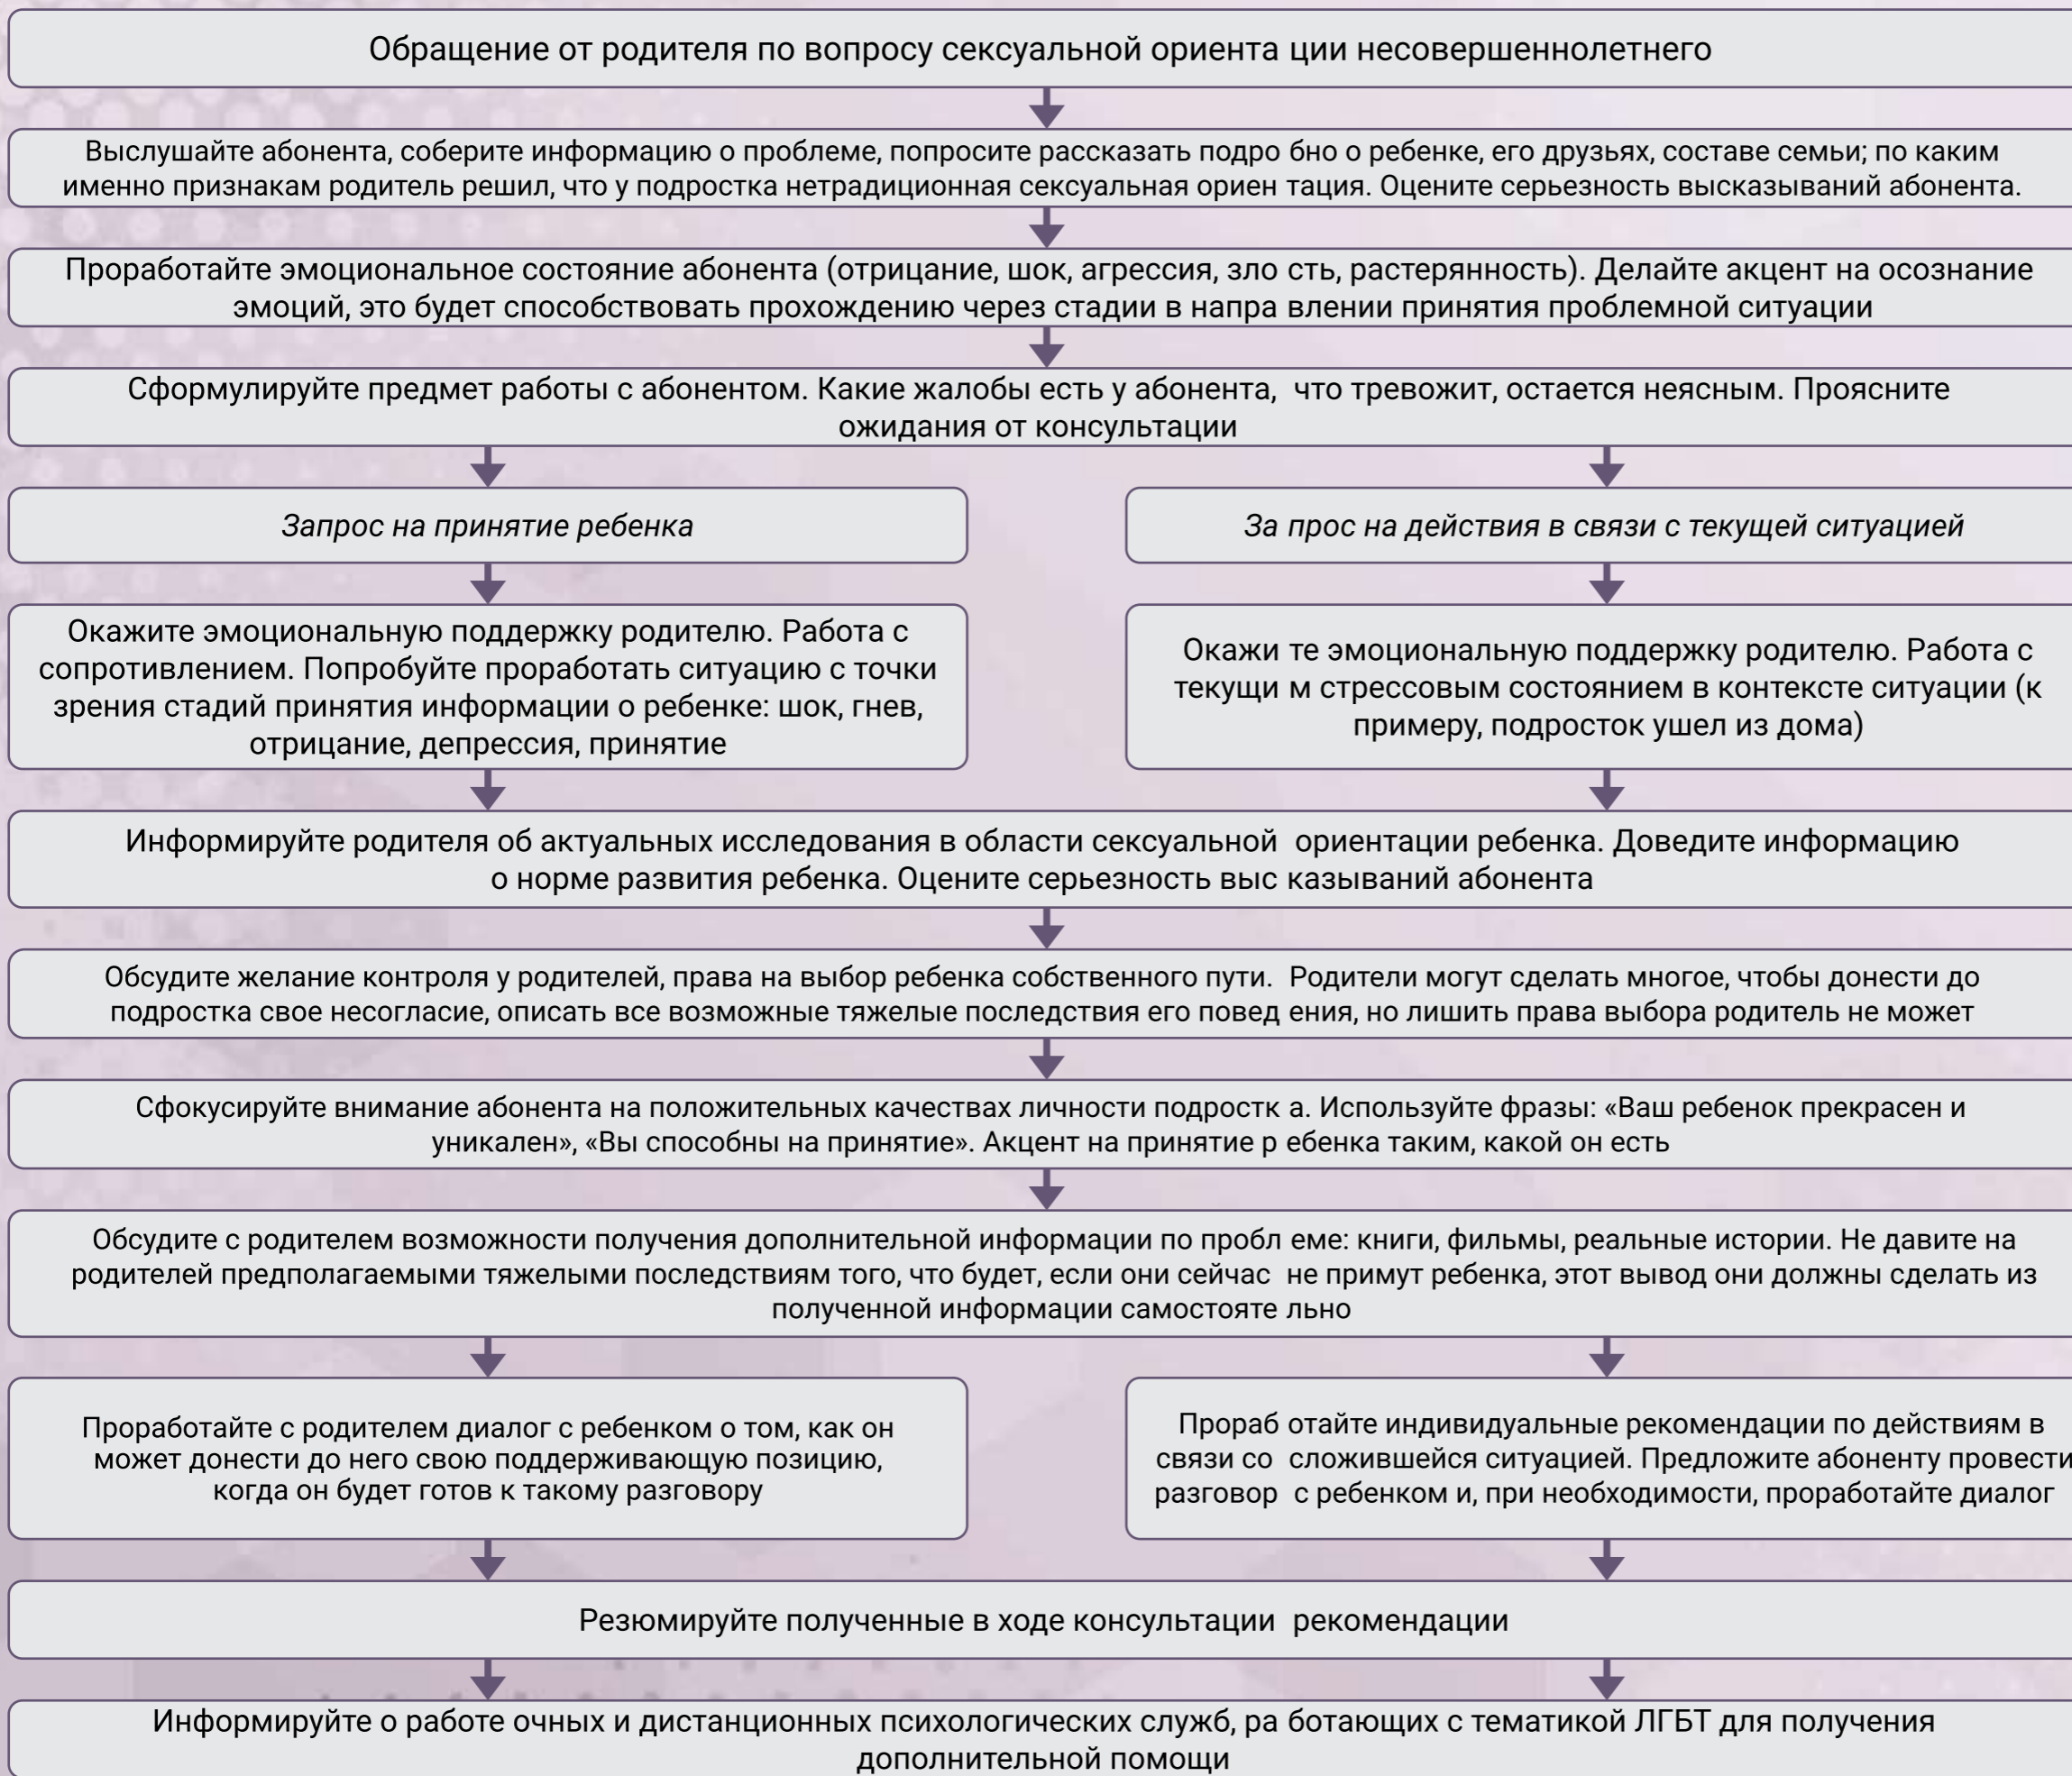 Обращение от родителя по вопросу сексуальной ориента ции несовершеннолетнего
Выслушайте абонента, соберите информацию о проблеме, попросите рассказать подро бно о ребенке, его друзьях, составе семьи; по каким
именно признакам родитель решил, что у подростка нетрадиционная сексуальная ориен тация. Оцените серьезность высказываний абонента.
Проработайте эмоциональное состояние абонента (отрицание, шок, агрессия, зло сть, растерянность). Делайте акцент на осознание
эмоций, это будет способствовать прохождению через стадии в напра влении принятия проблемной ситуации
Сформулируйте предмет работы с абонентом. Какие жалобы есть у абонента, что тревожит, остается неясным. Проясните
ожидания от консультации
Запрос на принятие ребенка
За прос на действия в связи с текущей ситуацией
Окажите эмоциональную поддержку родителю. Работа с
сопротивлением. Попробуйте проработать ситуацию с точки
зрения стадий принятия информации о ребенке: шок, гнев,
отрицание, депрессия, принятие
Окажи те эмоциональную поддержку родителю. Работа с
текущи м стрессовым состоянием в контексте ситуации (к
примеру, подросток ушел из дома)
Информируйте родителя об актуальных исследования в области сексуальной ориентации ребенка. Доведите информацию
о норме развития ребенка. Оцените серьезность выс казываний абонента
Обсудите желание контроля у родителей, права на выбор ребенка собственного пути. Родители могут сделать многое, чтобы донести до
подростка свое несогласие, описать все возможные тяжелые последствия его повед ения, но лишить права выбора родитель не может
Сфокусируйте внимание абонента на положительных качествах личности подростк а. Используйте фразы: «Ваш ребенок прекрасен и
уникален», «Вы способны на принятие». Акцент на принятие р ебенка таким, какой он есть
Обсудите с родителем возможности получения дополнительной информации по пробл еме: книги, фильмы, реальные истории. Не давите на
родителей предполагаемыми тяжелыми последствиям того, что будет, если они сейчас не примут ребенка, этот вывод они должны сделать из
полученной информации самостояте льно
Проработайте с родителем диалог с ребенком о том, как он
может донести до него свою поддерживающую позицию,
когда он будет готов к такому разговору
Прораб отайте индивидуальные рекомендации по действиям в
связи со сложившейся ситуацией. Предложите абоненту провести
разговор с ребенком и, при необходимости, проработайте диалог
Резюмируйте полученные в ходе консультации рекомендации
Информируйте о работе очных и дистанционных психологических служб, ра ботающих с тематикой ЛГБТ для получения
дополнительной помощи